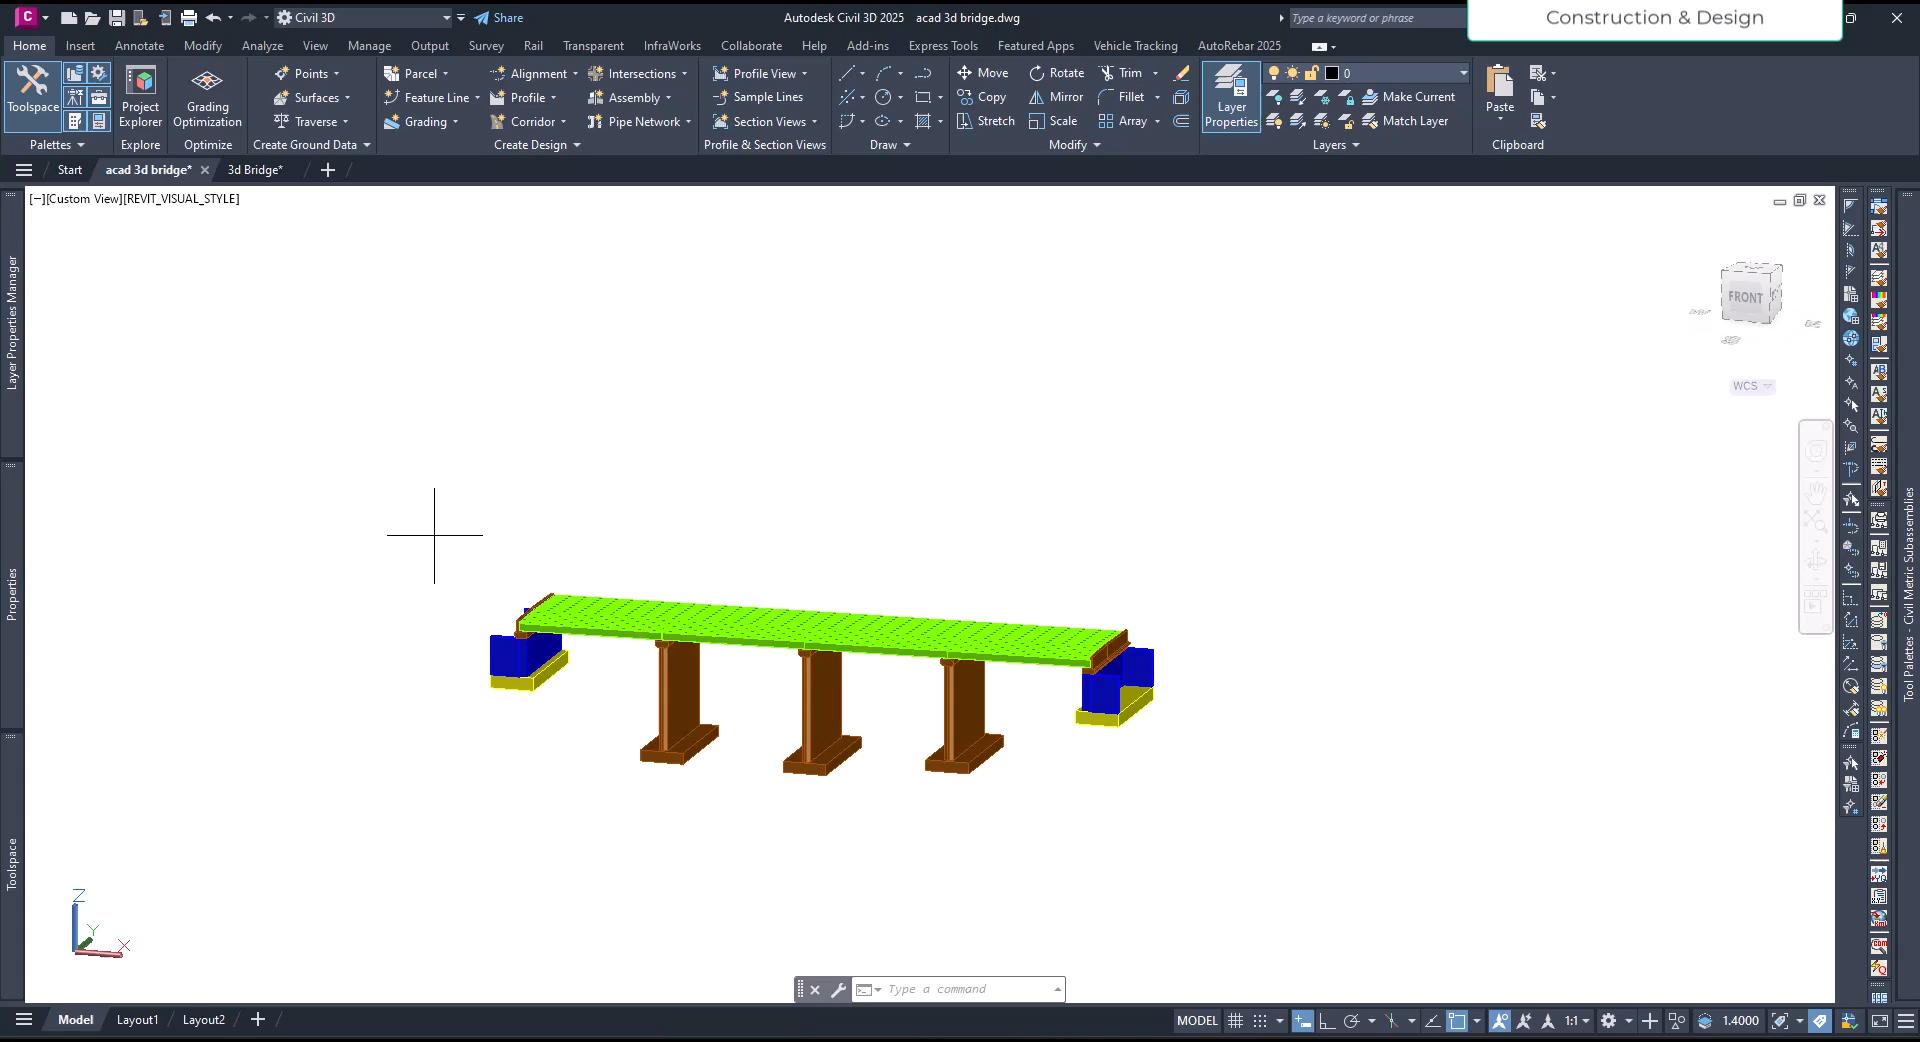 Civil 3D
Share
Autodesk Civil 3D 2025 acad 3d bridge.dwg
Type a keyword or phrase
Construction & Design
Home Insert Annotate Modify Analyze View Manage Output Survey Rail Transparent InfraWorks Collaborate Help Add-ins Express Tools Featured Apps Vehicle Tracking AutoRebar 2025
Points Parcel Alignment Intersections Profile View Move Rotate Trim 0
Surfaces Feature Line Profile Assembly Sample Lines Copy Mirror Fillet Make Current
Toolspace Project Explorer Grading Optimization Layer Properties Paste
Traverse Grading Corridor Pipe Network Section Views Stretch Scale Array Match Layer
Palettes Explore Optimize Create Ground Data Create Design Profile & Section Views Draw Modify Layers Clipboard
Start acad 3d bridge* 3d Bridge*
[−][Custom View][REVIT_VISUAL_STYLE]
Layer Properties Manager
Properties
Toolspace
FRONT
WCS
Tool Palettes - Civil Metric Subassemblies
Z
Y
X
Type a command
Model Layout1 Layout2
MODEL 1:1 1.4000